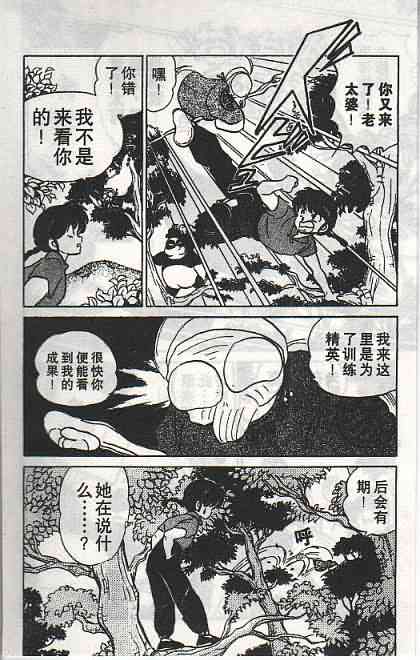 你又来
了！老
太婆！
嘿！
你错
了！
我不是
来看你
的！
我来这
里是为
了训练
精英！
很快你
便能看
到我的
成果！
后会有
期！
呼
她在说什
么……？